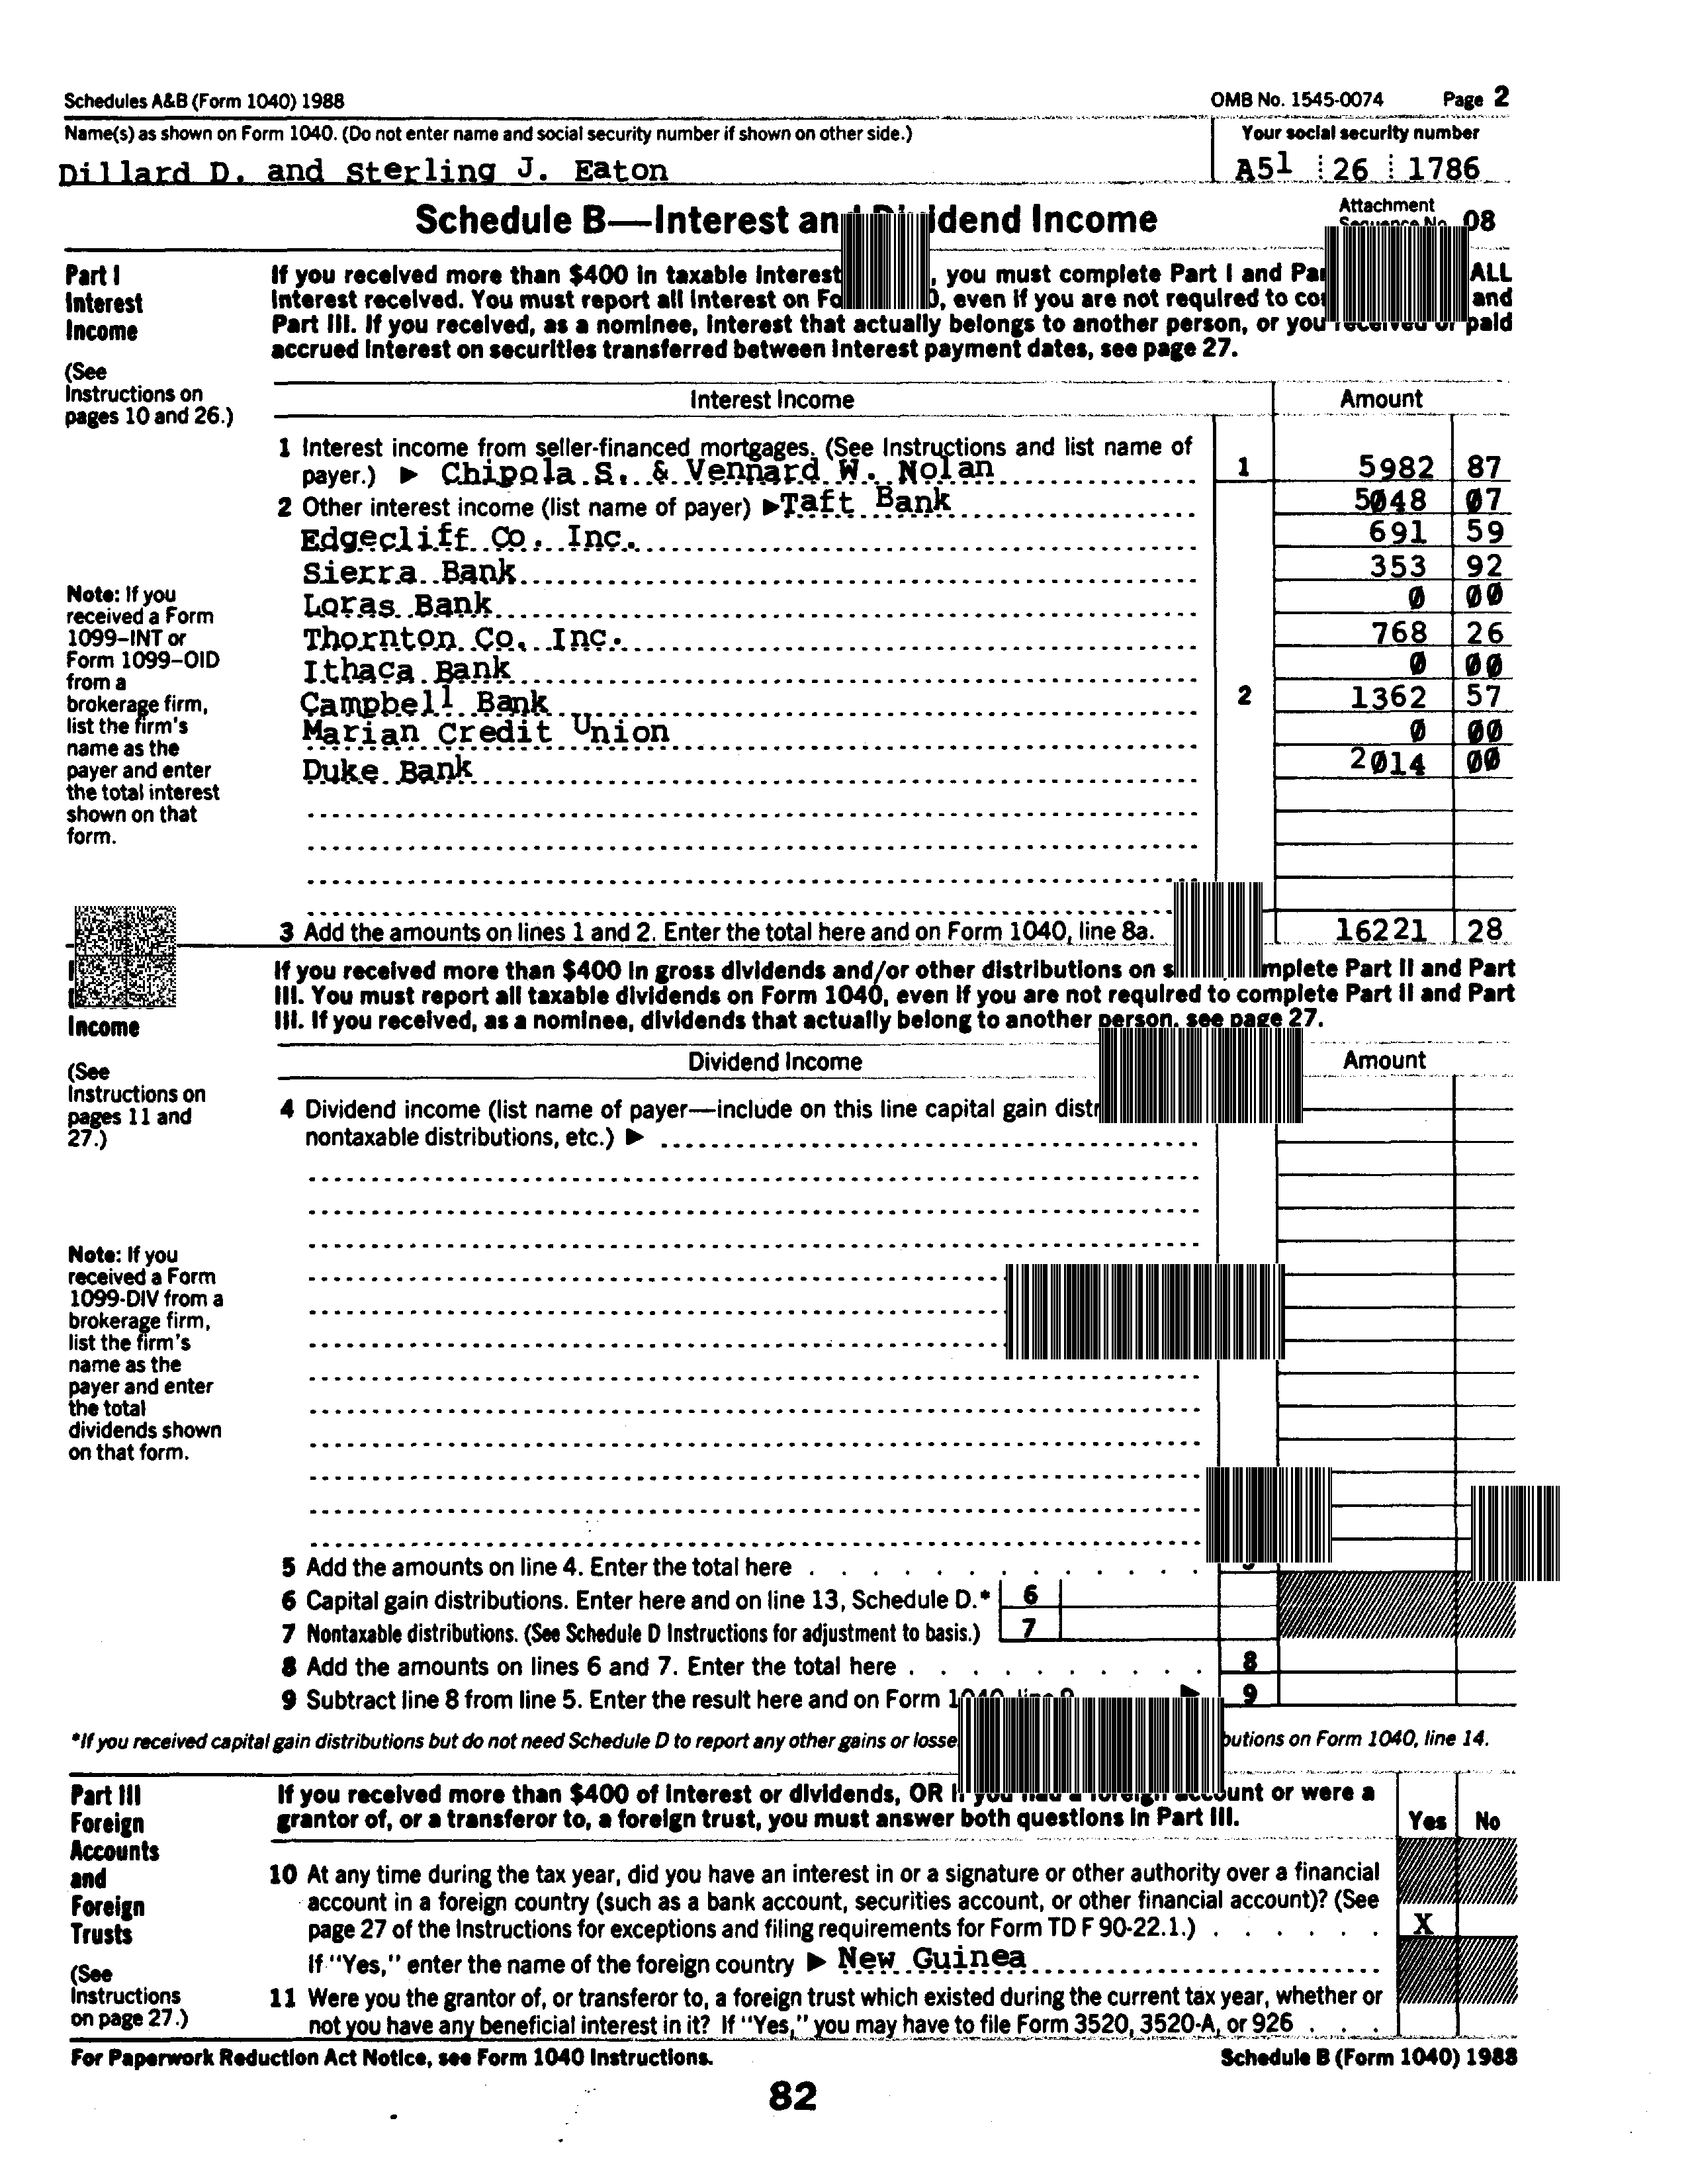 Schedules A&B (Form 1040) 1988 OMB No. 1545-0074 Page 2
Name(s) as shown on Form 1040. (Do not enter name and social security number if shown on other side.) Your social security number
Dillard D. and Sterling J. Eaton A51 26 1786
Schedule B—Interest and Dividend Income Attachment Sequence No. 08
Part I
Interest
Income
(See
Instructions on
pages 10 and 26.)
If you received more than $400 in taxable interest , you must complete Part I and ALL
interest received. You must report all interest on , even if you are not required to and
Part III. If you received, as a nominee, interest that actually belongs to another person, or you received or paid
accrued interest on securities transferred between interest payment dates, see page 27.
Interest Income Amount
1 Interest income from seller-financed mortgages. (See Instructions and list name of
payer.) ▶ Chipola S. & Vennard W. Nolan 1 5982 87
2 Other interest income (list name of payer) ▶ Taft Bank 5048 07
Edgecliff Co. Inc. 691 59
Sierra Bank 353 92
Loras Bank 0 00
Thornton Co. Inc. 768 26
Ithaca Bank 0 00
Campbell Bank 2 1362 57
Marian Credit Union 0 00
Duke Bank 2014 00
Note: If you
received a Form
1099-INT or
Form 1099-OID
from a
brokerage firm,
list the firm's
name as the
payer and enter
the total interest
shown on that
form.
3 Add the amounts on lines 1 and 2. Enter the total here and on Form 1040, line 8a. 16221 28
Income
(See
Instructions on
pages 11 and
27.)
If you received more than $400 in gross dividends and/or other distributions on mplete Part II and Part
III. You must report all taxable dividends on Form 1040, even if you are not required to complete Part II and Part
III. If you received, as a nominee, dividends that actually belong to another person, see page 27.
Dividend Income Amount
4 Dividend income (list name of payer—include on this line capital gain distr
nontaxable distributions, etc.) ▶
Note: If you
received a Form
1099-DIV from a
brokerage firm,
list the firm's
name as the
payer and enter
the total
dividends shown
on that form.
5 Add the amounts on line 4. Enter the total here
6 Capital gain distributions. Enter here and on line 13, Schedule D.* 6
7 Nontaxable distributions. (See Schedule D Instructions for adjustment to basis.) 7
8 Add the amounts on lines 6 and 7. Enter the total here 8
9 Subtract line 8 from line 5. Enter the result here and on Form 1040, line 9 ▶ 9
*If you received capital gain distributions but do not need Schedule D to report any other gains or losse butions on Form 1040, line 14.
Part III
Foreign
Accounts
and
Foreign
Trusts
(See
Instructions
on page 27.)
If you received more than $400 of interest or dividends, OR if you had a foreign account or were a
grantor of, or a transferor to, a foreign trust, you must answer both questions in Part III. Yes No
10 At any time during the tax year, did you have an interest in or a signature or other authority over a financial
account in a foreign country (such as a bank account, securities account, or other financial account)? (See
page 27 of the Instructions for exceptions and filing requirements for Form TD F 90-22.1.) X
If "Yes," enter the name of the foreign country ▶ New Guinea
11 Were you the grantor of, or transferor to, a foreign trust which existed during the current tax year, whether or
not you have any beneficial interest in it? If "Yes," you may have to file Form 3520, 3520-A, or 926
For Paperwork Reduction Act Notice, see Form 1040 Instructions. Schedule B (Form 1040) 1988
82